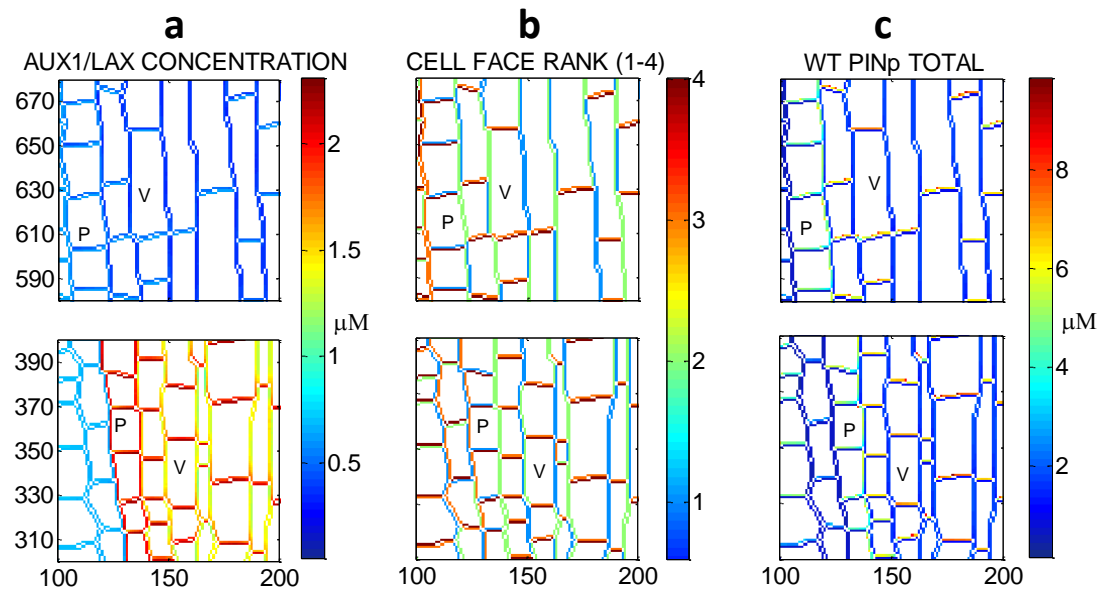 a b c
AUX1/LAX CONCENTRATION CELL FACE RANK (1-4) WT PINp TOTAL
670
650
630
610
590
V
P
V
P
V
P
2
1.5
1
0.5
μM
4
3
2
1
8
6
4
2
μM
390
370
350
330
310
P
V
P
V
P
V
100 150 200 100 150 200 100 150 200